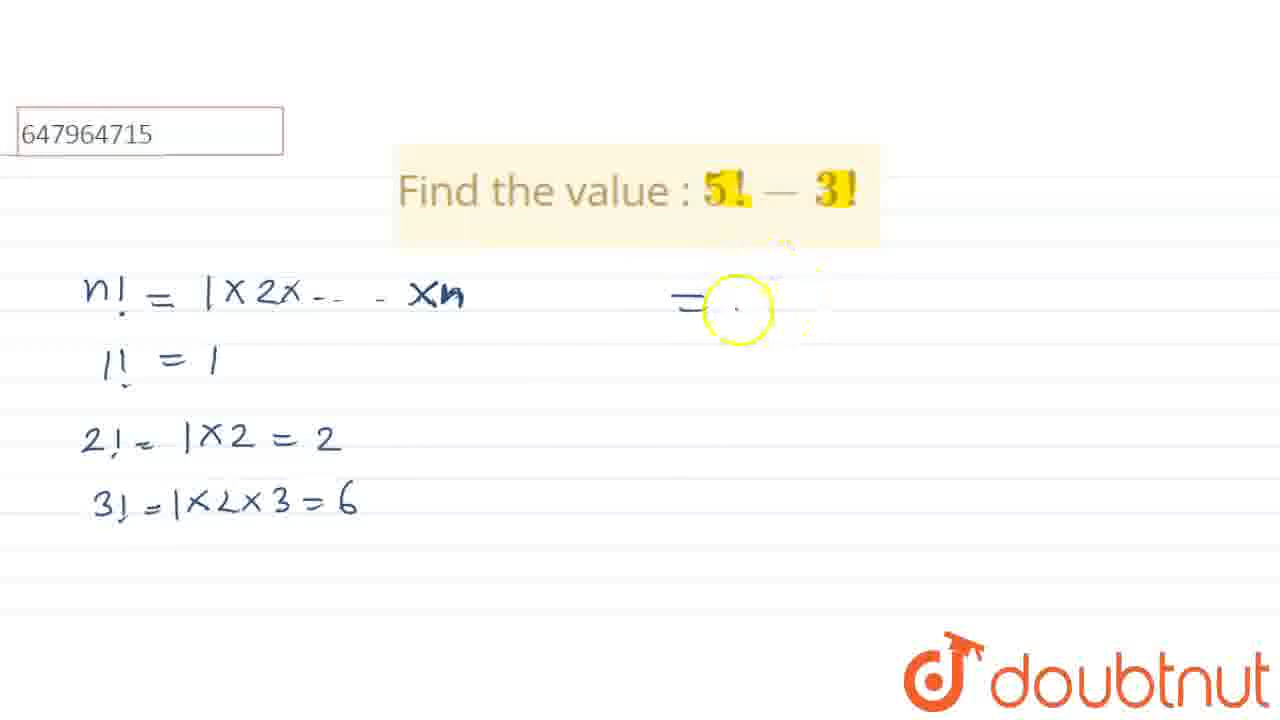 647964715
Find the value : 5! − 3!
n! = 1 × 2 × - - - - × n
=
1! = 1
2! = 1 × 2 = 2
3! = 1 × 2 × 3 = 6
doubtnut